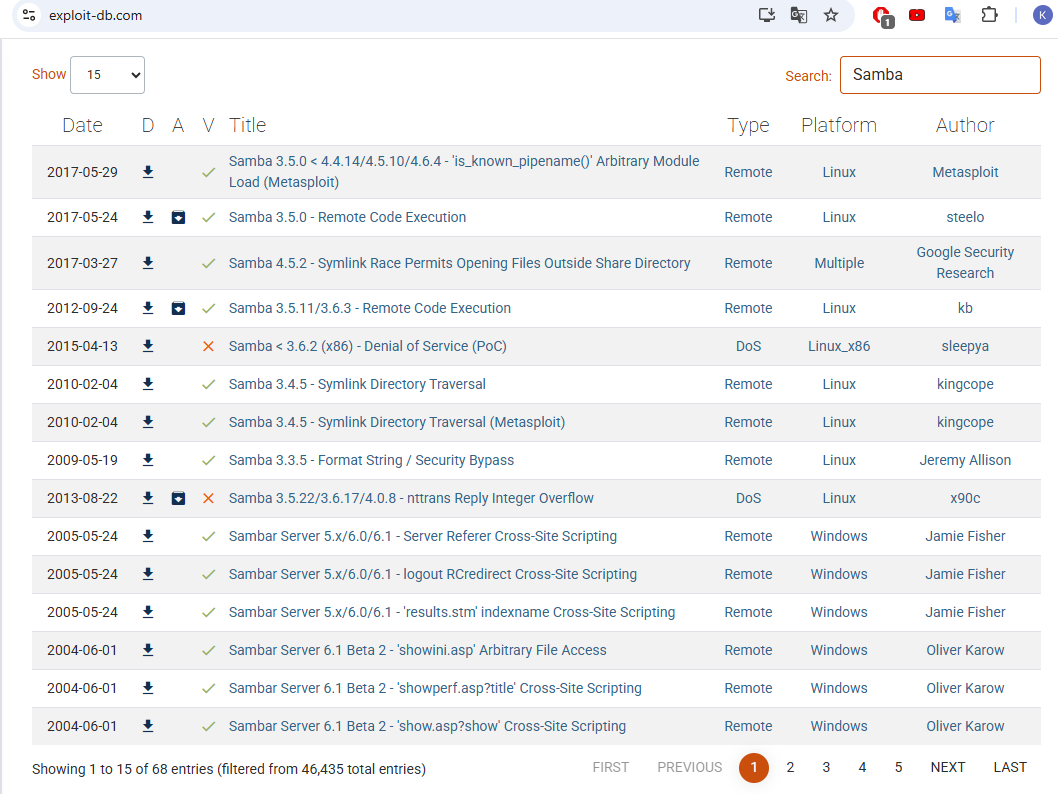 exploit-db.com
1
K
Show 15
Search: Samba
Date D A V Title Type Platform Author
2017-05-29 Samba 3.5.0 < 4.4.14/4.5.10/4.6.4 - 'is_known_pipename()' Arbitrary Module Load (Metasploit) Remote Linux Metasploit
2017-05-24 Samba 3.5.0 - Remote Code Execution Remote Linux steelo
2017-03-27 Samba 4.5.2 - Symlink Race Permits Opening Files Outside Share Directory Remote Multiple Google Security Research
2012-09-24 Samba 3.5.11/3.6.3 - Remote Code Execution Remote Linux kb
2015-04-13 Samba < 3.6.2 (x86) - Denial of Service (PoC) DoS Linux_x86 sleepya
2010-02-04 Samba 3.4.5 - Symlink Directory Traversal Remote Linux kingcope
2010-02-04 Samba 3.4.5 - Symlink Directory Traversal (Metasploit) Remote Linux kingcope
2009-05-19 Samba 3.3.5 - Format String / Security Bypass Remote Linux Jeremy Allison
2013-08-22 Samba 3.5.22/3.6.17/4.0.8 - nttrans Reply Integer Overflow DoS Linux x90c
2005-05-24 Sambar Server 5.x/6.0/6.1 - Server Referer Cross-Site Scripting Remote Windows Jamie Fisher
2005-05-24 Sambar Server 5.x/6.0/6.1 - logout RCredirect Cross-Site Scripting Remote Windows Jamie Fisher
2005-05-24 Sambar Server 5.x/6.0/6.1 - 'results.stm' indexname Cross-Site Scripting Remote Windows Jamie Fisher
2004-06-01 Sambar Server 6.1 Beta 2 - 'showini.asp' Arbitrary File Access Remote Windows Oliver Karow
2004-06-01 Sambar Server 6.1 Beta 2 - 'showperf.asp?title' Cross-Site Scripting Remote Windows Oliver Karow
2004-06-01 Sambar Server 6.1 Beta 2 - 'show.asp?show' Cross-Site Scripting Remote Windows Oliver Karow
Showing 1 to 15 of 68 entries (filtered from 46,435 total entries) FIRST PREVIOUS 1 2 3 4 5 NEXT LAST